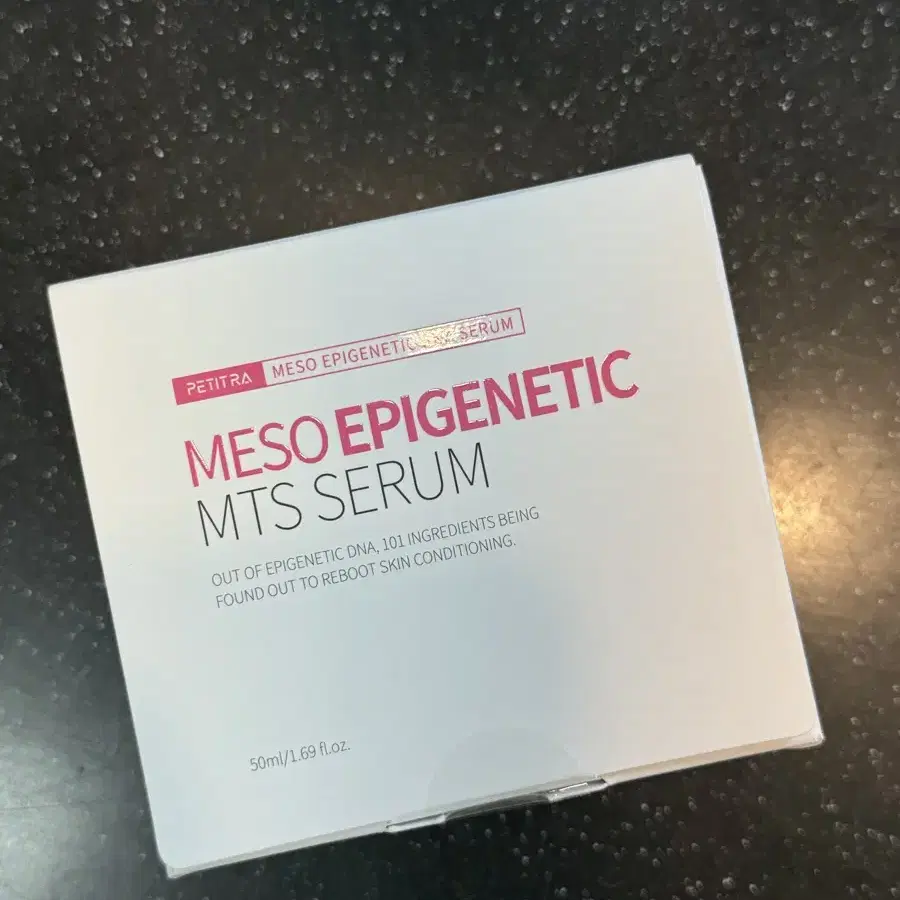 PETITRA MESO EPIGENETIC SERUM
MESO EPIGENETIC
MTS SERUM
OUT OF EPIGENETIC DNA, 101 INGREDIENTS BEING
FOUND OUT TO REBOOT SKIN CONDITIONING.
50ml/1.69 fl.oz.